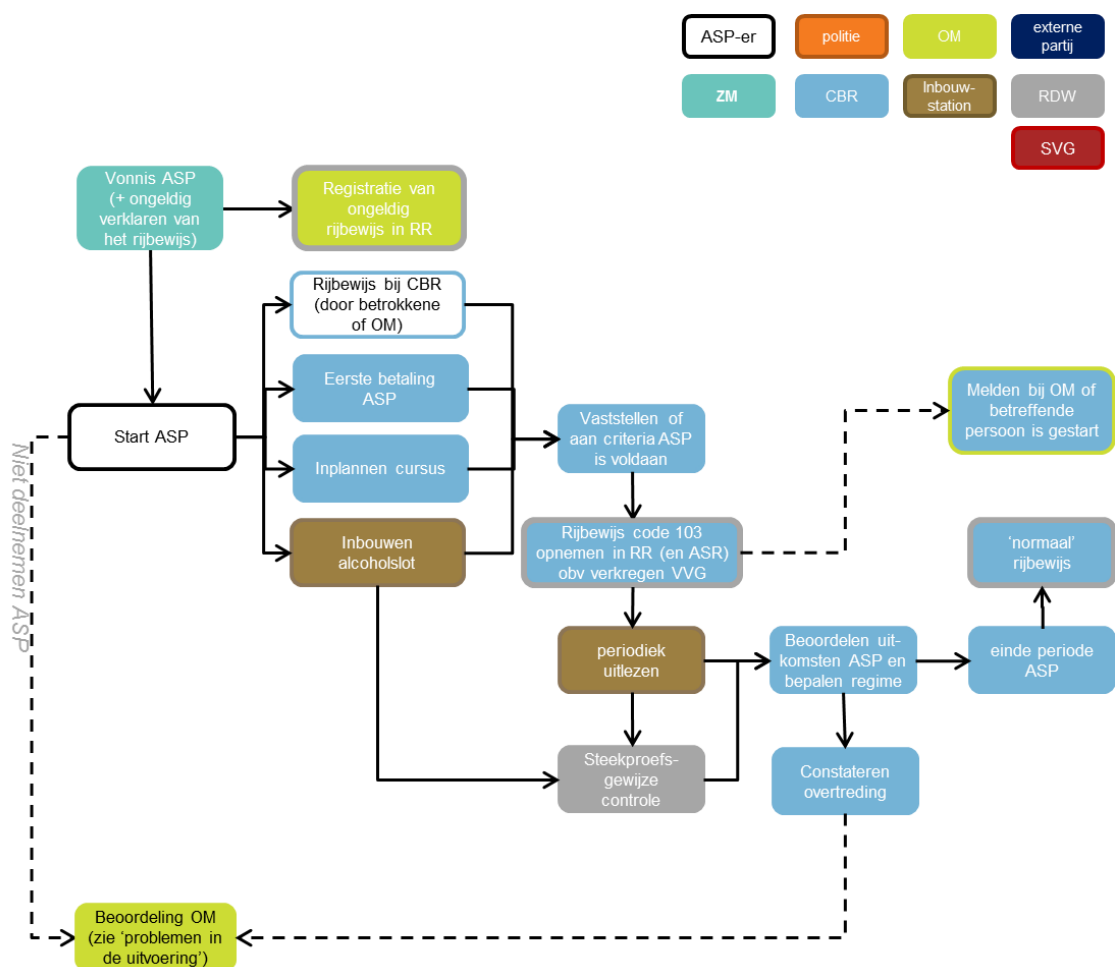 ASP-er
politie
OM
externe
partij
ZM
CBR
Inbouw-
station
RDW
SVG
Vonnis ASP
(+ ongeldig
verklaren van
het rijbewijs)
Registratie van
ongeldig
rijbewijs in RR
Rijbewijs bij CBR
(door betrokkene
of OM)
Eerste betaling
ASP
Start ASP
Inplannen cursus
Inbouwen
alcoholslot
Vaststellen of
aan criteria ASP
is voldaan
Melden bij OM of
betreffende
persoon is gestart
Rijbewijs code 103
opnemen in RR (en ASR)
obv verkregen VVG
‘normaal’
rijbewijs
periodiek
uitlezen
Beoordelen uit-
komsten ASP en
bepalen regime
einde periode
ASP
Steekproefs-
gewijze
controle
Constateren
overtreding
Niet deelnemen ASP
Beoordeling OM
(zie ‘problemen in
de uitvoering’)